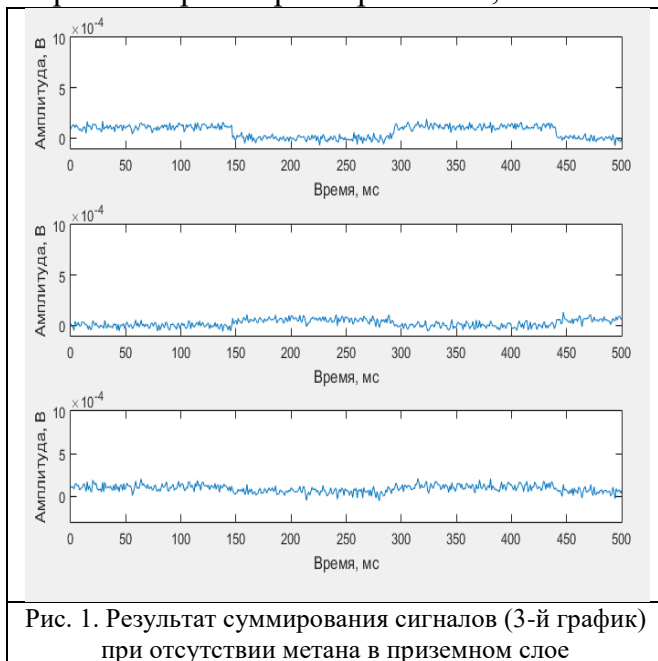 ×10⁻⁴
Амплитуда, В
10
5
0
0 50 100 150 200 250 300 350 400 450 500
Время, мс
×10⁻⁴
Амплитуда, В
10
5
0
0 50 100 150 200 250 300 350 400 450 500
Время, мс
×10⁻⁴
Амплитуда, В
10
5
0
0 50 100 150 200 250 300 350 400 450 500
Время, мс
Рис. 1. Результат суммирования сигналов (3-й график)
при отсутствии метана в приземном слое